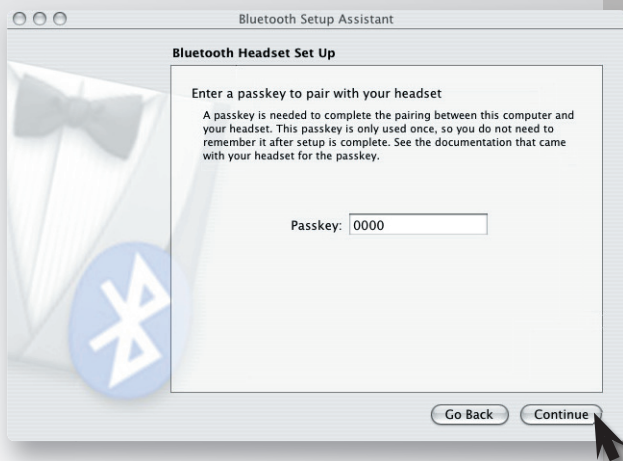 Bluetooth Setup Assistant
Bluetooth Headset Set Up
Enter a passkey to pair with your headset
A passkey is needed to complete the pairing between this computer and
your headset. This passkey is only used once, so you do not need to
remember it after setup is complete. See the documentation that came
with your headset for the passkey.
Passkey: 0000
Go Back Continue